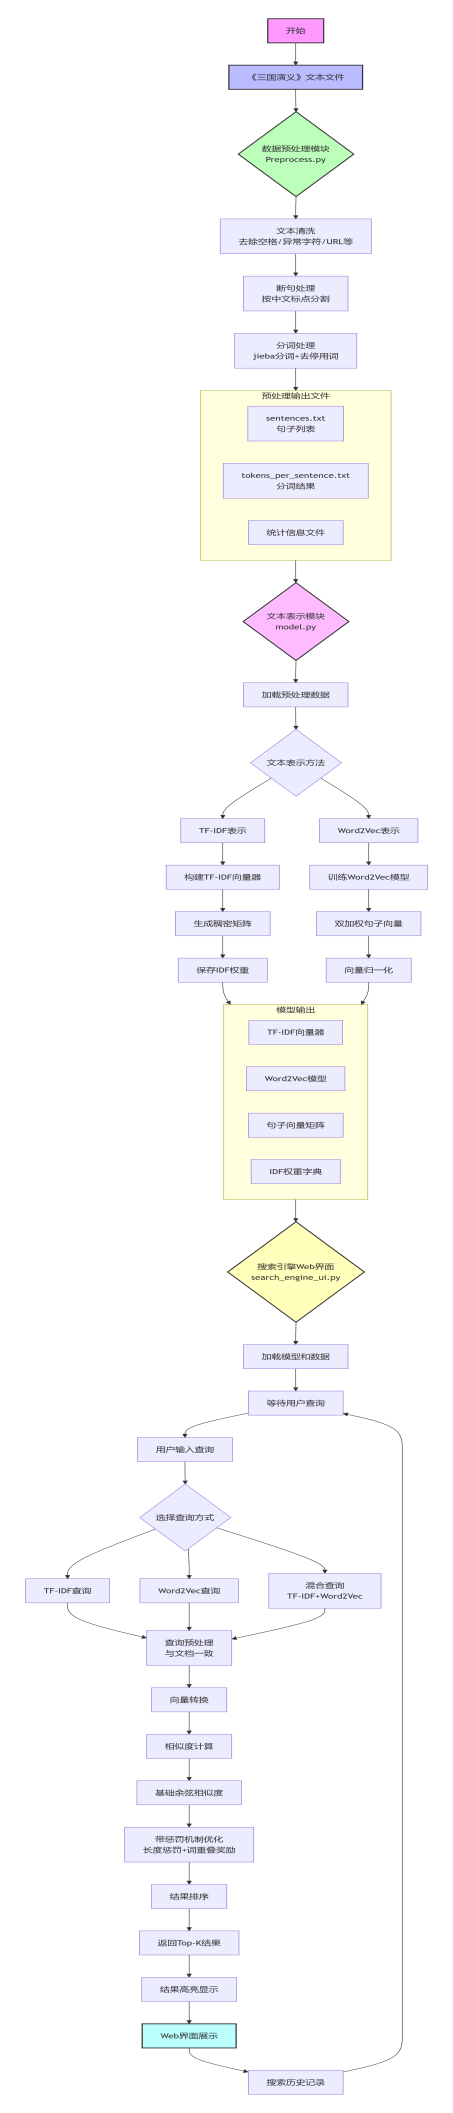 开始
《三国演义》文本文件
数据预处理模块
Preprocess.py
文本清洗
去除空格/异常字符/URL等
断句处理
按中文标点分割
分词处理
jieba分词+去停用词
预处理输出文件
sentences.txt
句子列表
tokens_per_sentence.txt
分词结果
统计信息文件
文本表示模块
model.py
加载预处理数据
文本表示方法
TF-IDF表示
Word2Vec表示
构建TF-IDF向量器
训练Word2Vec模型
生成稠密矩阵
双加权句子向量
保存IDF权重
向量归一化
模型输出
TF-IDF向量器
Word2Vec模型
句子向量矩阵
IDF权重字典
搜索引擎Web界面
search_engine_ui.py
加载模型和数据
等待用户查询
用户输入查询
选择查询方式
TF-IDF查询
Word2Vec查询
混合查询
TF-IDF+Word2Vec
查询预处理
与文档一致
向量转换
相似度计算
基础余弦相似度
带惩罚机制优化
长度惩罚+词重叠奖励
结果排序
返回Top-K结果
结果高亮显示
Web界面展示
搜索历史记录